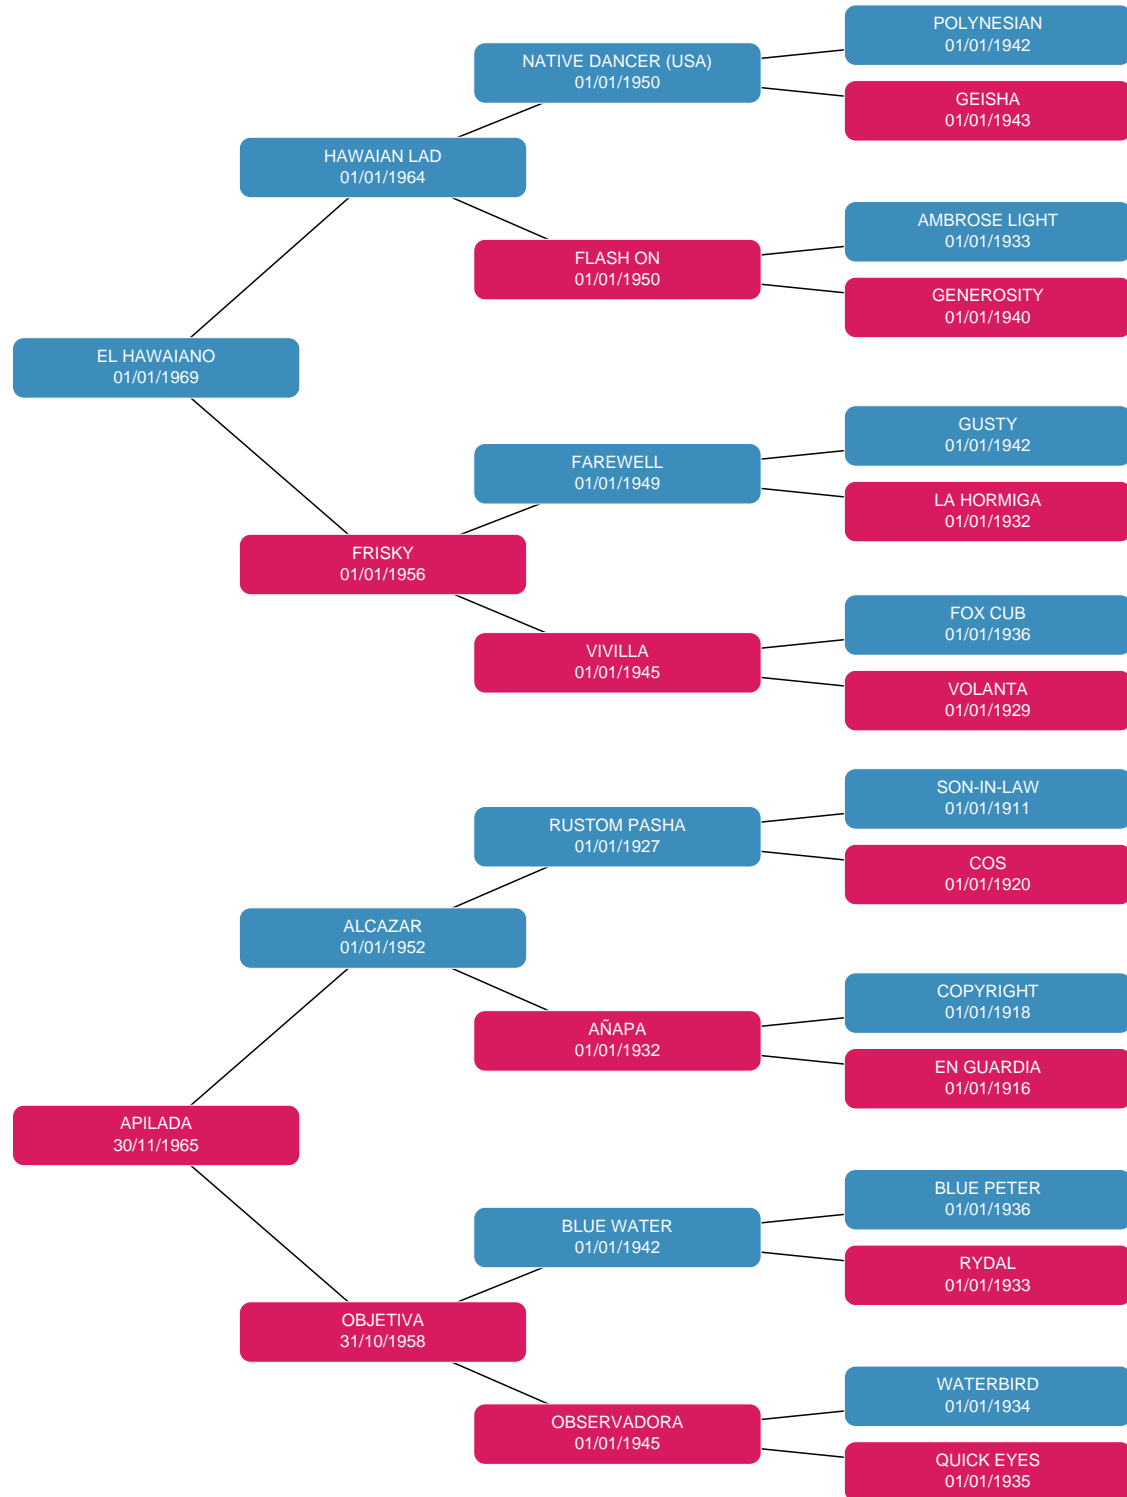 POLYNESIAN
01/01/1942
NATIVE DANCER (USA)
01/01/1950
GEISHA
01/01/1943
HAWAIAN LAD
01/01/1964
AMBROSE LIGHT
01/01/1933
FLASH ON
01/01/1950
GENEROSITY
01/01/1940
EL HAWAIANO
01/01/1969
GUSTY
01/01/1942
FAREWELL
01/01/1949
LA HORMIGA
01/01/1932
FRISKY
01/01/1956
FOX CUB
01/01/1936
VIVILLA
01/01/1945
VOLANTA
01/01/1929
SON-IN-LAW
01/01/1911
RUSTOM PASHA
01/01/1927
COS
01/01/1920
ALCAZAR
01/01/1952
COPYRIGHT
01/01/1918
AÑAPA
01/01/1932
EN GUARDIA
01/01/1916
APILADA
30/11/1965
BLUE PETER
01/01/1936
BLUE WATER
01/01/1942
RYDAL
01/01/1933
OBJETIVA
31/10/1958
WATERBIRD
01/01/1934
OBSERVADORA
01/01/1945
QUICK EYES
01/01/1935